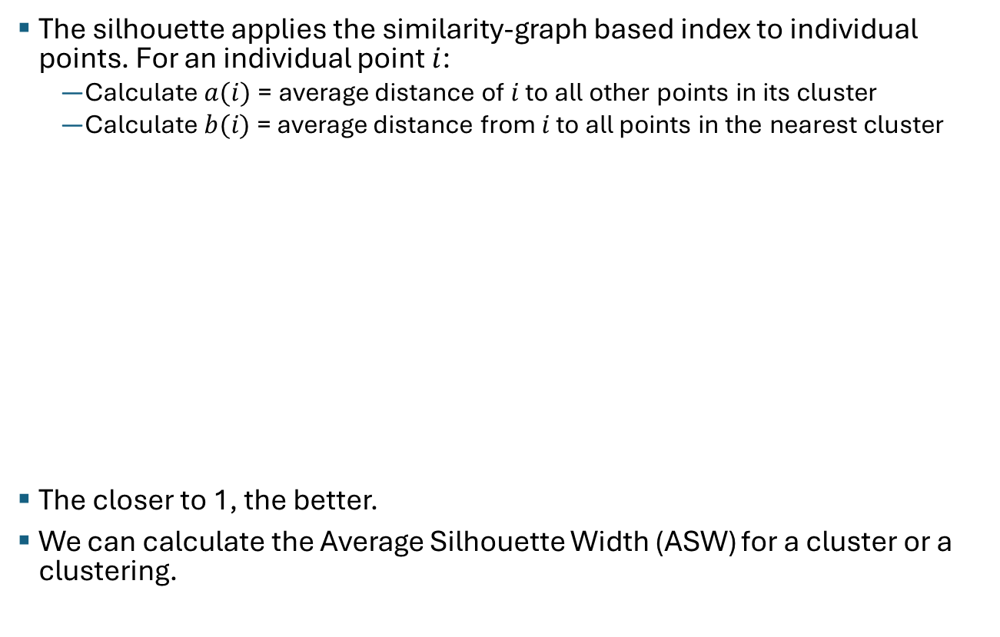 ▪ The silhouette applies the similarity-graph based index to individual
points. For an individual point i:
—Calculate a(i) = average distance of i to all other points in its cluster
—Calculate b(i) = average distance from i to all points in the nearest cluster
▪ The closer to 1, the better.
▪ We can calculate the Average Silhouette Width (ASW) for a cluster or a
clustering.